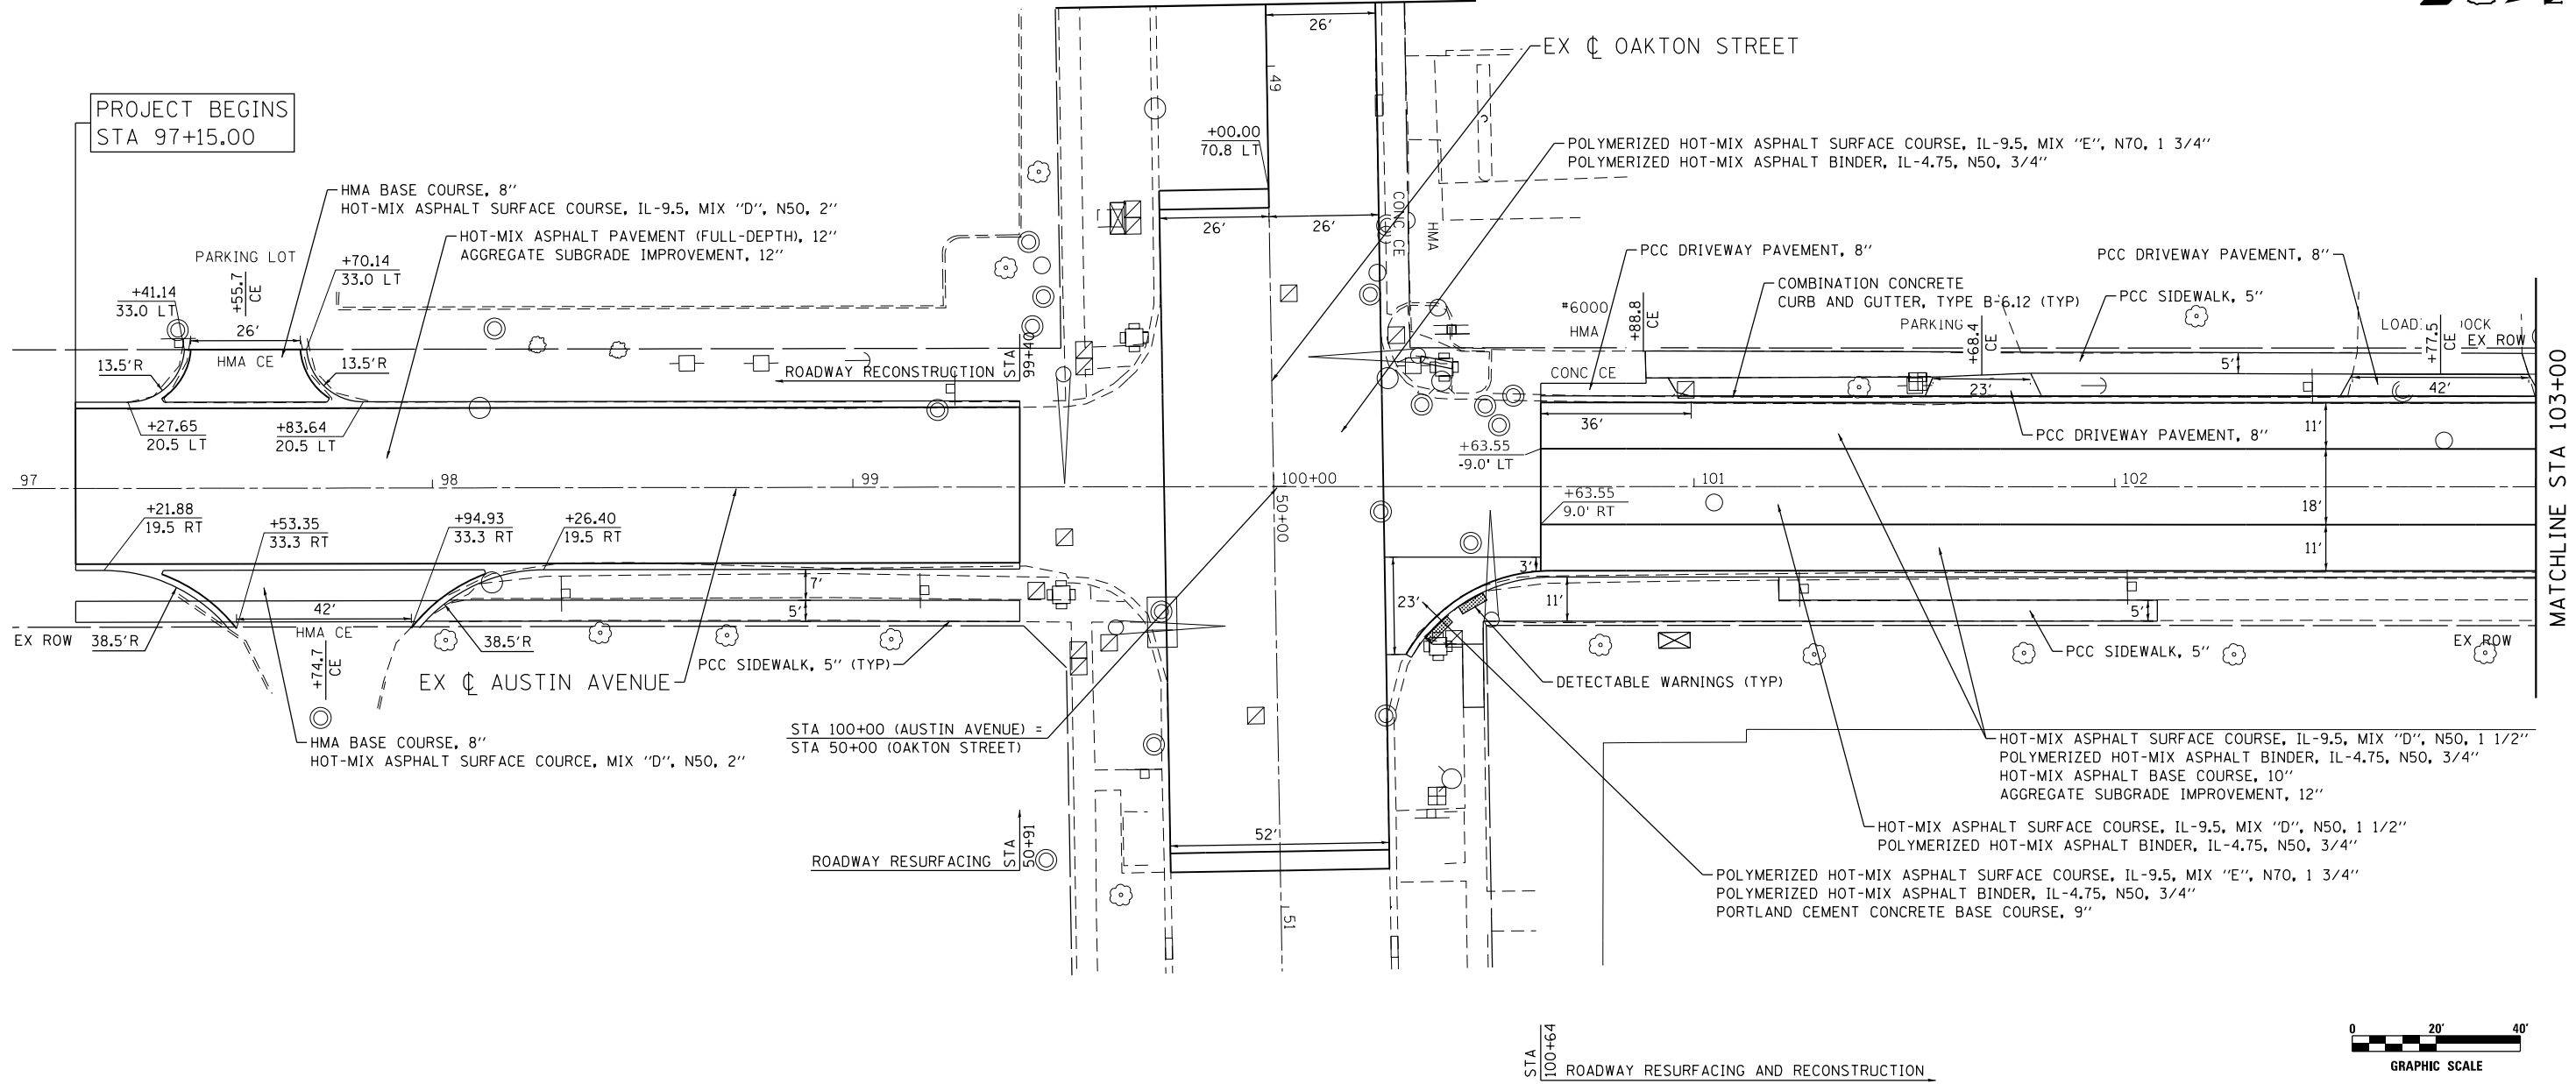 26'
EX ℄ OAKTON STREET
49
PROJECT BEGINS
STA 97+15.00
+00.00
70.8 LT
POLYMERIZED HOT-MIX ASPHALT SURFACE COURSE, IL-9.5, MIX "E", N70, 1 3/4"
POLYMERIZED HOT-MIX ASPHALT BINDER, IL-4.75, N50, 3/4"
HMA BASE COURSE, 8"
HOT-MIX ASPHALT SURFACE COURSE, IL-9.5, MIX "D", N50, 2"
HOT-MIX ASPHALT PAVEMENT (FULL-DEPTH), 12"
AGGREGATE SUBGRADE IMPROVEMENT, 12"
26'
26'
CONC CE
HMA
PCC DRIVEWAY PAVEMENT, 8"
PCC DRIVEWAY PAVEMENT, 8"
PARKING LOT
+55.7
CE
+70.14
33.0 LT
+41.14
33.0 LT
26'
COMBINATION CONCRETE
CURB AND GUTTER, TYPE B-6.12 (TYP)
PCC SIDEWALK, 5"
#6000
HMA
+88.8
CE
PARKING
+68.4
CE
LOAD
OCK
+77.5
CE
EX ROW
13.5'R
HMA CE
13.5'R
ROADWAY RECONSTRUCTION
STA
99+40
CONC CE
5'
23'
42'
+27.65
20.5 LT
+83.64
20.5 LT
36'
PCC DRIVEWAY PAVEMENT, 8"
11'
+63.55
-9.0' LT
97
98
99
100+00
101
102
50+00
+63.55
9.0' RT
18'
11'
MATCHLINE STA 103+00
+21.88
19.5 RT
+53.35
33.3 RT
+94.93
33.3 RT
+26.40
19.5 RT
7'
5'
3'
23'
11'
5'
42'
EX ROW
38.5'R
HMA CE
38.5'R
+74.7
CE
PCC SIDEWALK, 5" (TYP)
EX ROW
PCC SIDEWALK, 5"
EX ℄ AUSTIN AVENUE
DETECTABLE WARNINGS (TYP)
STA 100+00 (AUSTIN AVENUE) =
STA 50+00 (OAKTON STREET)
HMA BASE COURSE, 8"
HOT-MIX ASPHALT SURFACE COURCE, MIX "D", N50, 2"
HOT-MIX ASPHALT SURFACE COURSE, IL-9.5, MIX "D", N50, 1 1/2"
POLYMERIZED HOT-MIX ASPHALT BINDER, IL-4.75, N50, 3/4"
HOT-MIX ASPHALT BASE COURSE, 10"
AGGREGATE SUBGRADE IMPROVEMENT, 12"
52'
HOT-MIX ASPHALT SURFACE COURSE, IL-9.5, MIX "D", N50, 1 1/2"
POLYMERIZED HOT-MIX ASPHALT BINDER, IL-4.75, N50, 3/4"
ROADWAY RESURFACING
STA
50+91
POLYMERIZED HOT-MIX ASPHALT SURFACE COURSE, IL-9.5, MIX "E", N70, 1 3/4"
POLYMERIZED HOT-MIX ASPHALT BINDER, IL-4.75, N50, 3/4"
PORTLAND CEMENT CONCRETE BASE COURSE, 9"
51
STA
100+64
ROADWAY RESURFACING AND RECONSTRUCTION
0 20' 40'
GRAPHIC SCALE